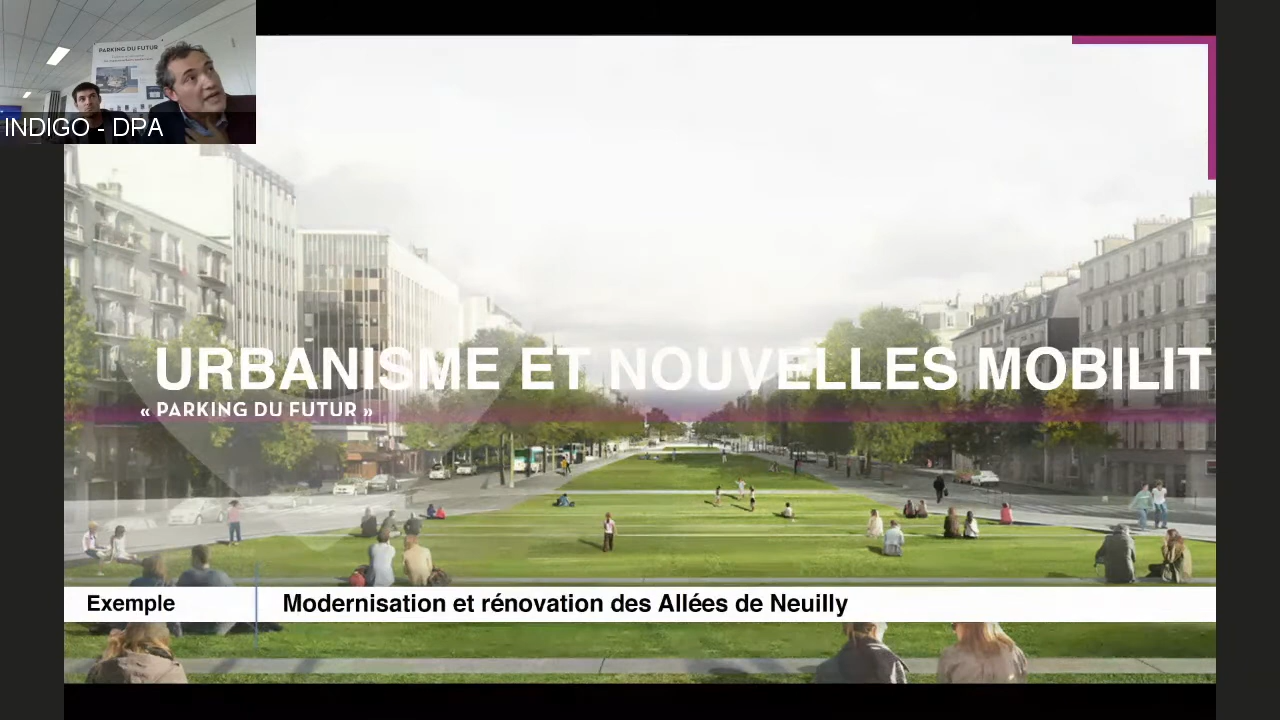 PARKING DU FUTUR
INDIGO - DPA
URBANISME ET NOUVELLES MOBILIT
« PARKING DU FUTUR »
Exemple
Modernisation et rénovation des Allées de Neuilly